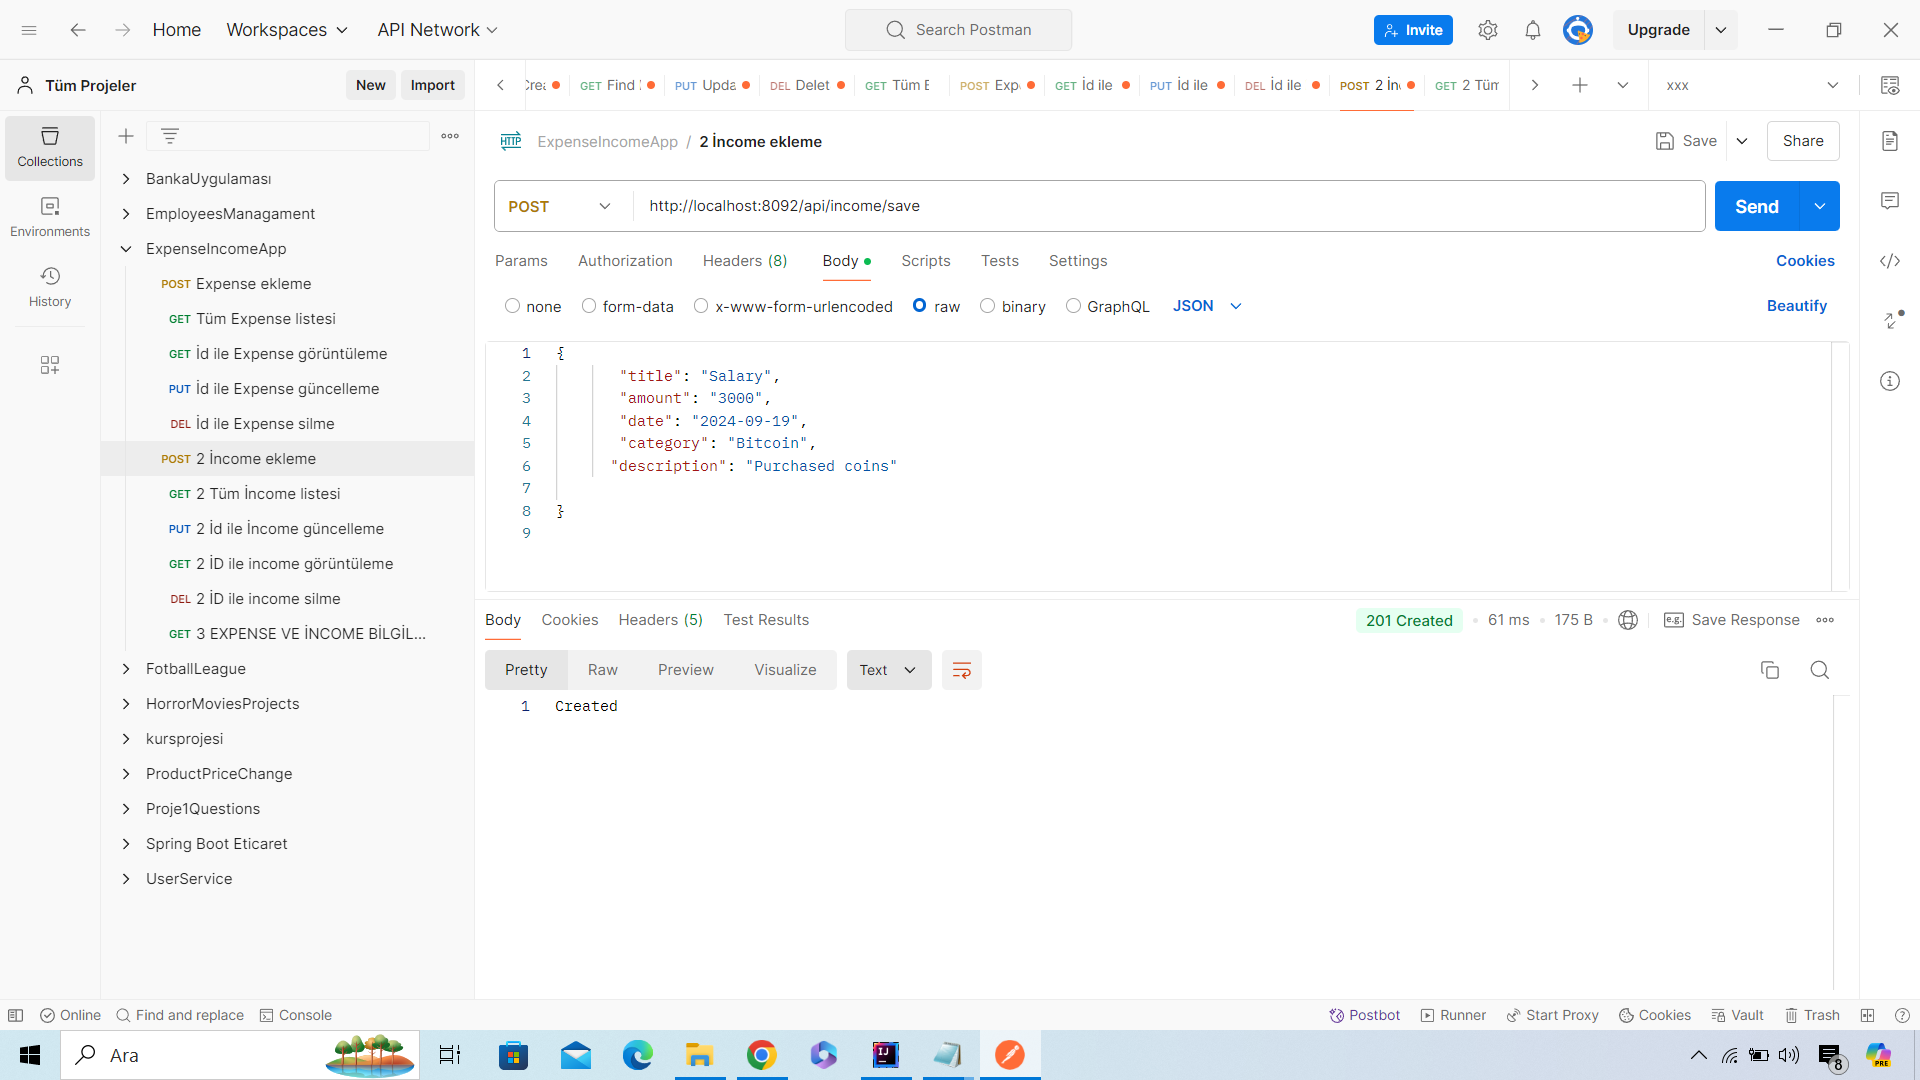 Home
Workspaces
API Network
Search Postman
Invite
Upgrade
Tüm Projeler
New
Import
GET Find
PUT Upda
DEL Delet
GET Tüm E
POST Exp
GET İd ile
PUT İd ile
DEL İd ile
POST 2 İn
GET 2 Tüm
xxx
Collections
Environments
History
BankaUygulaması
EmployeesManagament
ExpenseIncomeApp
POST Expense ekleme
GET Tüm Expense listesi
GET İd ile Expense görüntüleme
PUT İd ile Expense güncelleme
DEL İd ile Expense silme
POST 2 İncome ekleme
GET 2 Tüm İncome listesi
PUT 2 İd ile İncome güncelleme
GET 2 İD ile income görüntüleme
DEL 2 İD ile income silme
GET 3 EXPENSE VE İNCOME BİLGİL...
FotballLeague
HorrorMoviesProjects
kursprojesi
ProductPriceChange
Proje1Questions
Spring Boot Eticaret
UserService
HTTP ExpenseIncomeApp / 2 İncome ekleme
Save
Share
POST
http://localhost:8092/api/income/save
Send
Params Authorization Headers (8) Body Scripts Tests Settings
Cookies
none form-data x-www-form-urlencoded raw binary GraphQL JSON
Beautify
1 {
2 "title": "Salary",
3 "amount": "3000",
4 "date": "2024-09-19",
5 "category": "Bitcoin",
6 "description": "Purchased coins"
7
8 }
9
Body Cookies Headers (5) Test Results
201 Created 61 ms 175 B
e.g. Save Response
Pretty Raw Preview Visualize Text
1 Created
Online
Find and replace
Console
Postbot
Runner
Start Proxy
Cookies
Vault
Trash
Ara
IJ
8
PRE